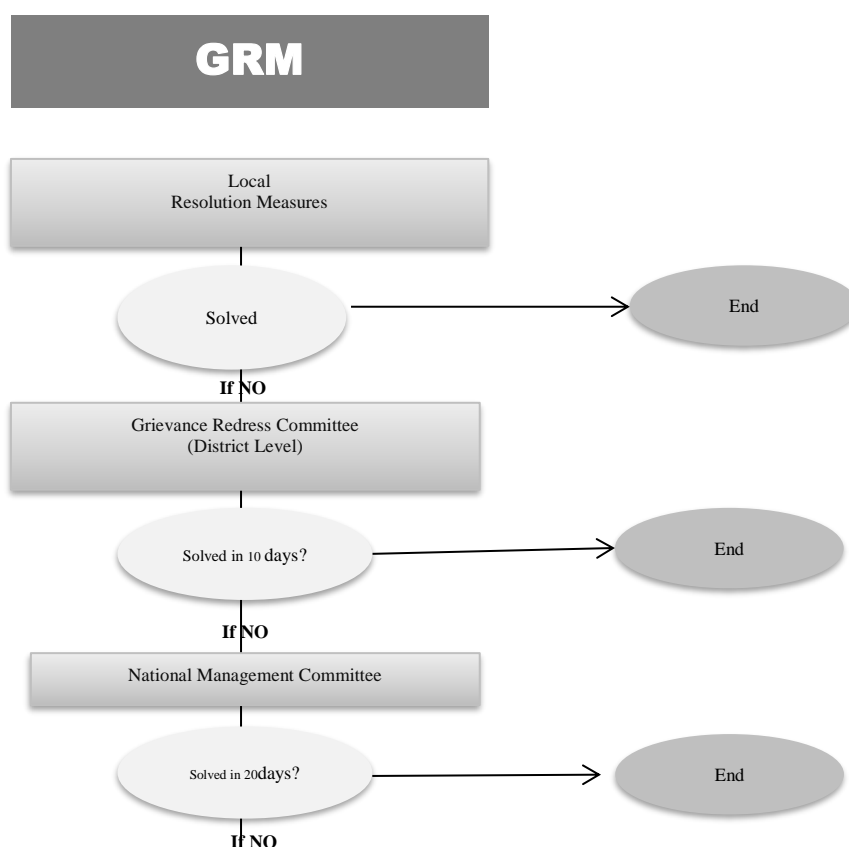 GRM
Local
Resolution Measures
Solved
End
If NO
Grievance Redress Committee
(District Level)
Solved in 10 days?
End
If NO
National Management Committee
Solved in 20days?
End
If NO